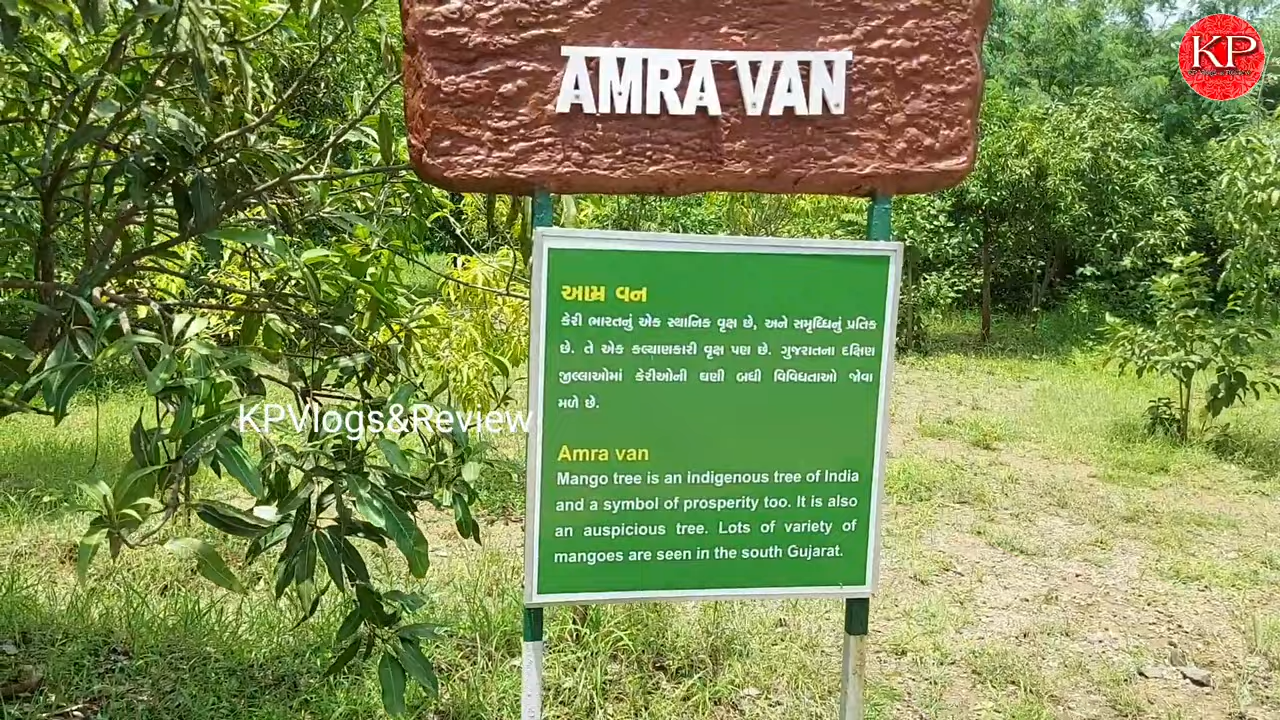 AMRA VAN
KP
આમ્ર વન
કેરી ભારતનું એક સ્થાનિક વૃક્ષ છે, અને સમૃધ્ધિનું પ્રતિક
છે. તે એક કલ્યાણકારી વૃક્ષ પણ છે. ગુજરાતના દક્ષિણ
જીલ્લાઓમાં કેરીઓની ઘણી બધી વિવિધતાઓ જોવા
મળે છે.
KPVlogs&Review
Amra van
Mango tree is an indigenous tree of India
and a symbol of prosperity too. It is also
an auspicious tree. Lots of variety of
mangoes are seen in the south Gujarat.